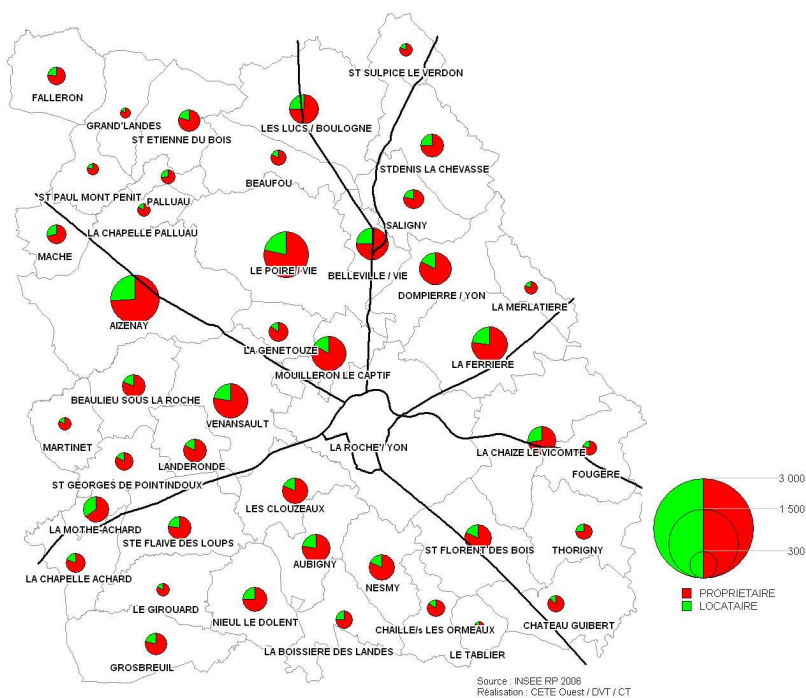 ST SULPICE LE VERDON
FALLERON
GRAND'LANDES
ST ETIENNE DU BOIS
LES LUCS / BOULOGNE
ST DENIS LA CHEVASSE
BEAUFOU
ST PAUL MONT PENIT
PALLUAU
LA CHAPELLE PALLUAU
SALIGNY
MACHE
LE POIRE / VIE
BELLEVILLE / VIE
DOMPIERRE / YON
LA MERLATIERE
AIZENAY
LA GENETOUZE
MOUILLERON LE CAPTIF
LA FERRIERE
BEAULIEU SOUS LA ROCHE
VENANSAULT
MARTINET
LANDERONDE
LA ROCHE / YON
LA CHAIZE LE VICOMTE
FOUGERE
ST GEORGES DE POINTINDOUX
LES CLOUZEAUX
LA MOTHE-ACHARD
STE FLAIVE DES LOUPS
AUBIGNY
ST FLORENT DES BOIS
THORIGNY
LA CHAPELLE ACHARD
NESMY
LE GIROUARD
NIEUL LE DOLENT
CHAILLE/s LES ORMEAUX
CHATEAU GUIBERT
LA BOISSIERE DES LANDES
LE TABLIER
GROSBREUIL
3 000
1 500
300
PROPRIETAIRE
LOCATAIRE
Source : INSEE RP 2006
Réalisation : CETE Ouest / DVT / CT